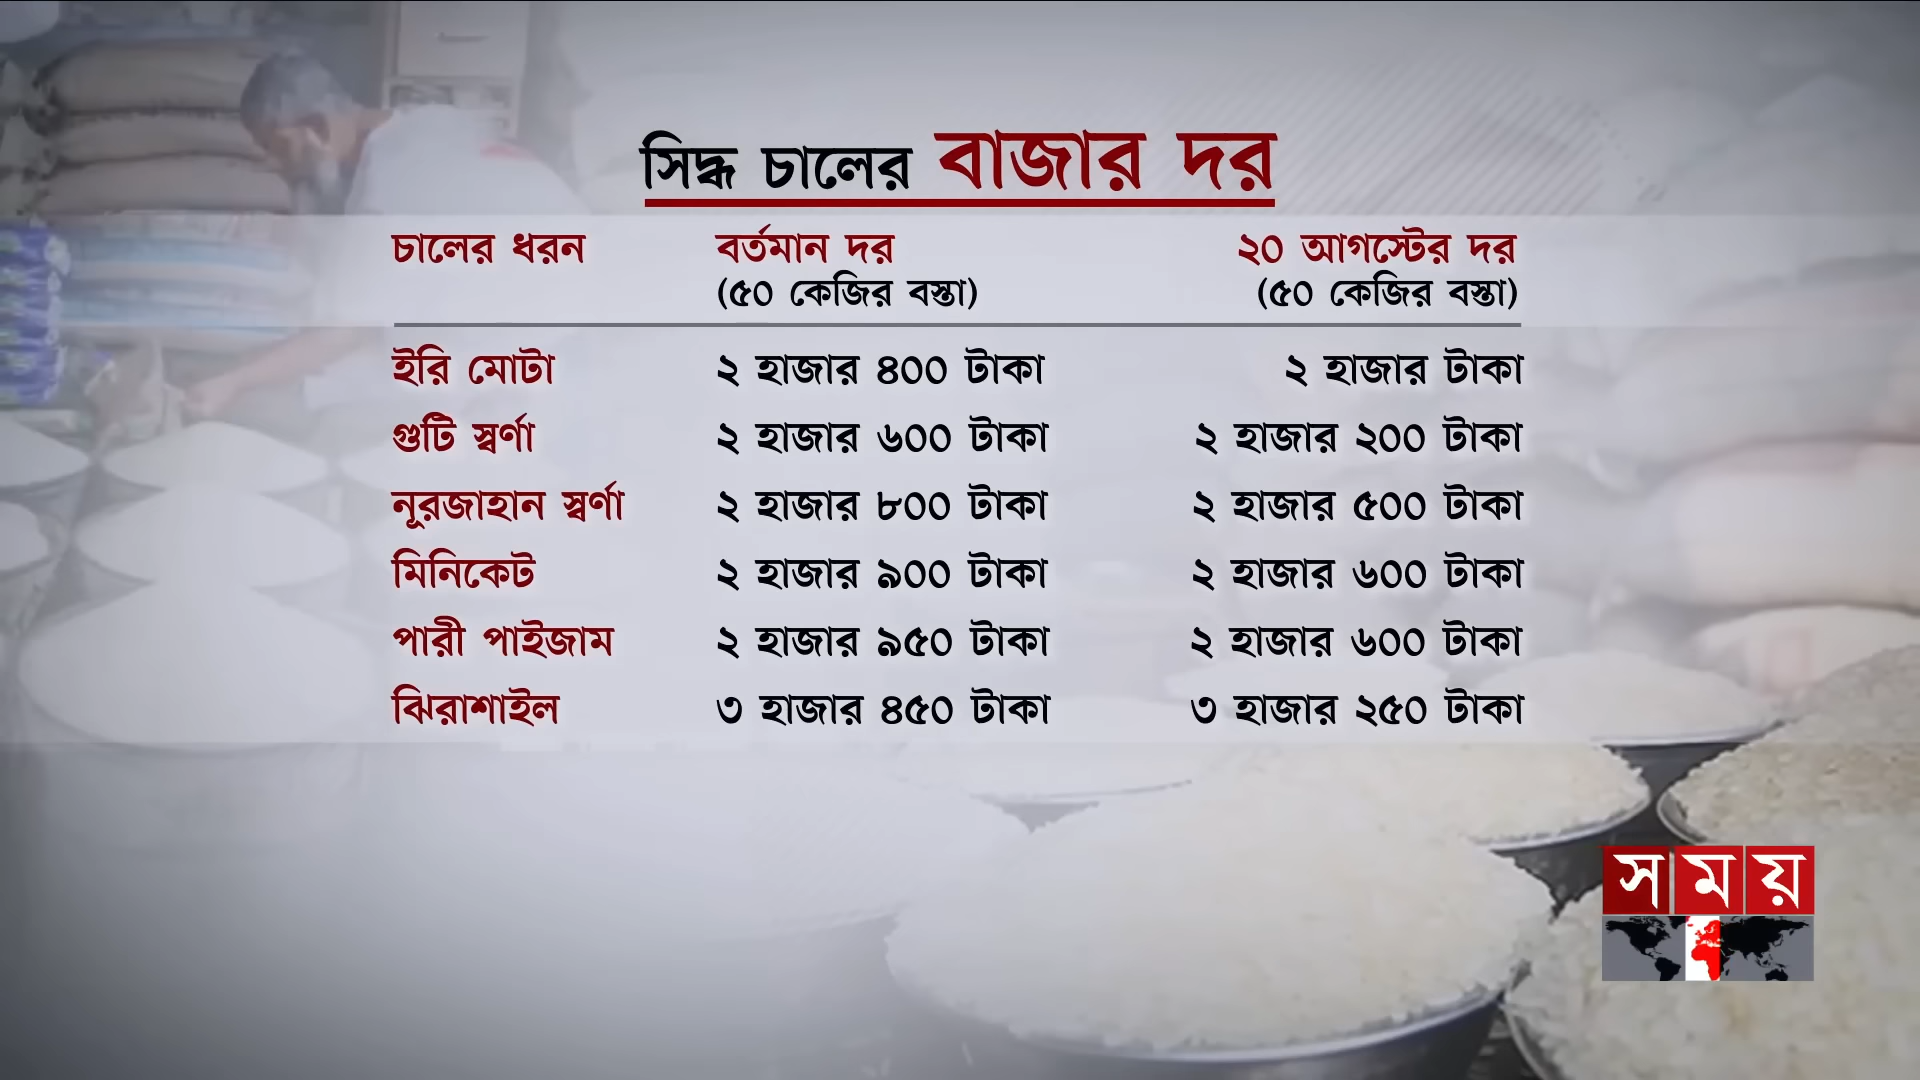 সিদ্ধ চালের বাজার দর
চালের ধরন বর্তমান দর ২০ আগস্টের দর
(৫০ কেজির বস্তা) (৫০ কেজির বস্তা)
ইরি মোটা ২ হাজার ৪০০ টাকা ২ হাজার টাকা
গুটি স্বর্ণা ২ হাজার ৬০০ টাকা ২ হাজার ২০০ টাকা
নূরজাহান স্বর্ণা ২ হাজার ৮০০ টাকা ২ হাজার ৫০০ টাকা
মিনিকেট ২ হাজার ৯০০ টাকা ২ হাজার ৬০০ টাকা
পারী পাইজাম ২ হাজার ৯৫০ টাকা ২ হাজার ৬০০ টাকা
ঝিরাশাইল ৩ হাজার ৪৫০ টাকা ৩ হাজার ২৫০ টাকা
সময়